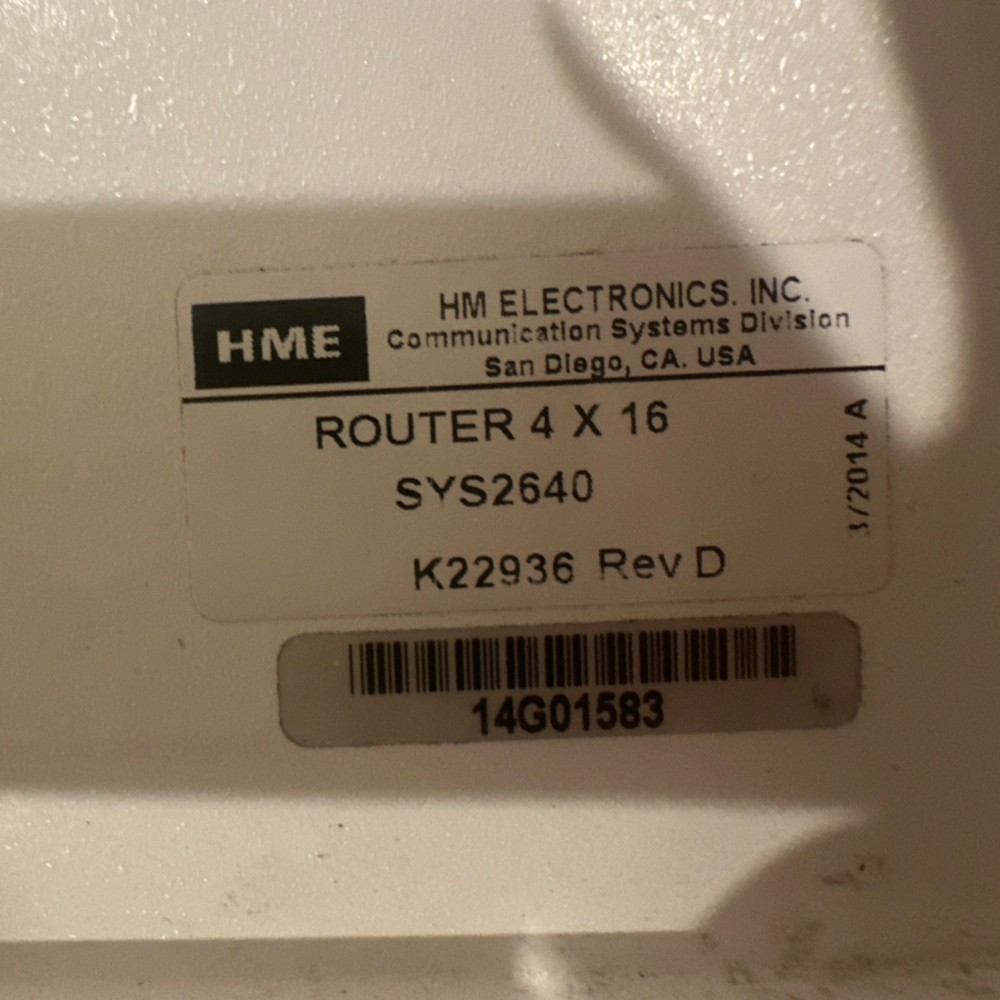 HME
HM ELECTRONICS. INC.
Communication Systems Division
San Diego, CA. USA
ROUTER 4 X 16
SYS2640
K22936 Rev D
3/2014 A
14G01583